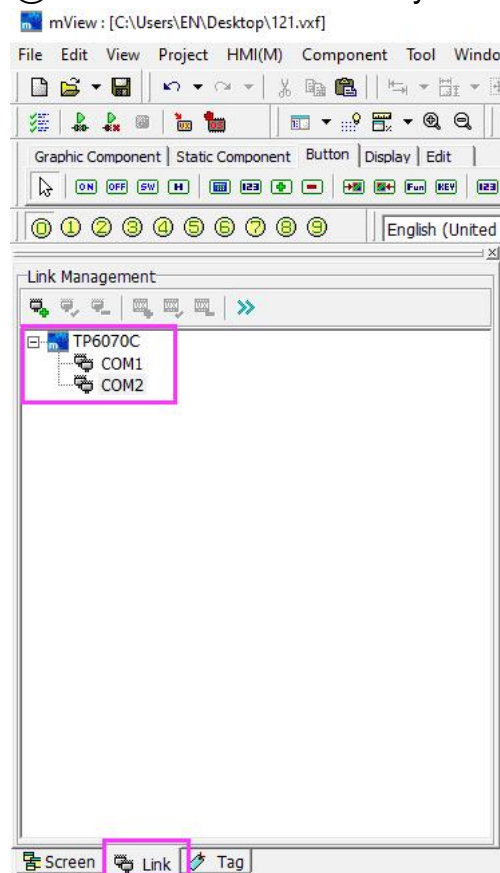 mView : [C:\Users\EN\Desktop\121.vxf]
File Edit View Project HMI(M) Component Tool
Graphic Component Static Component Button Display Edit
ON OFF SW H 123 Fun KEY 123
0 1 2 3 4 5 6 7 8 9 English (United
Link Management
TP6070C
COM1
COM2
Screen Link Tag